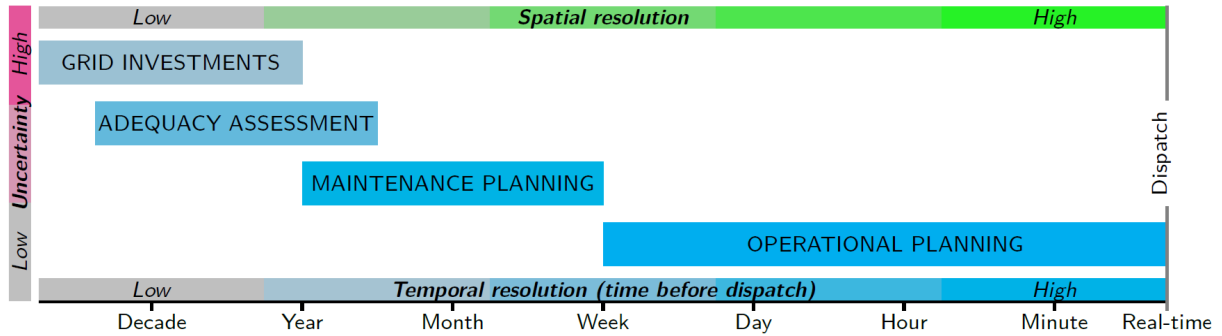 Low Spatial resolution High
High
GRID INVESTMENTS
ADEQUACY ASSESSMENT
Uncertainty
MAINTENANCE PLANNING
Dispatch
Low
OPERATIONAL PLANNING
Low Temporal resolution (time before dispatch) High
Decade Year Month Week Day Hour Minute Real-time